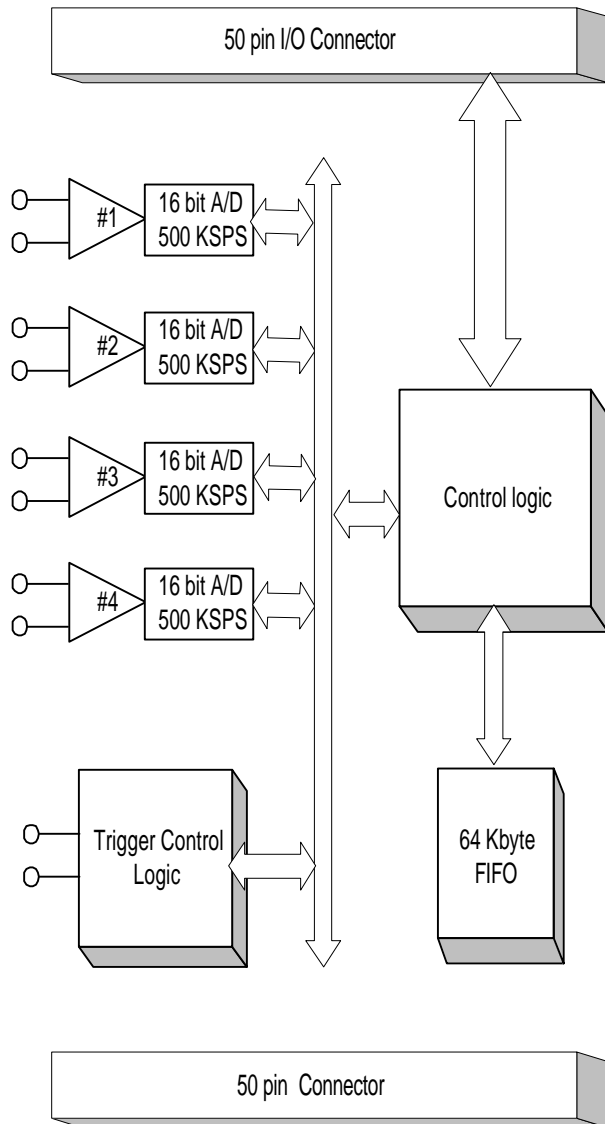 50 pin I/O Connector
#1
16 bit A/D
500 KSPS
#2
16 bit A/D
500 KSPS
#3
16 bit A/D
500 KSPS
#4
16 bit A/D
500 KSPS
Control logic
Trigger Control
Logic
64 Kbyte
FIFO
50 pin Connector